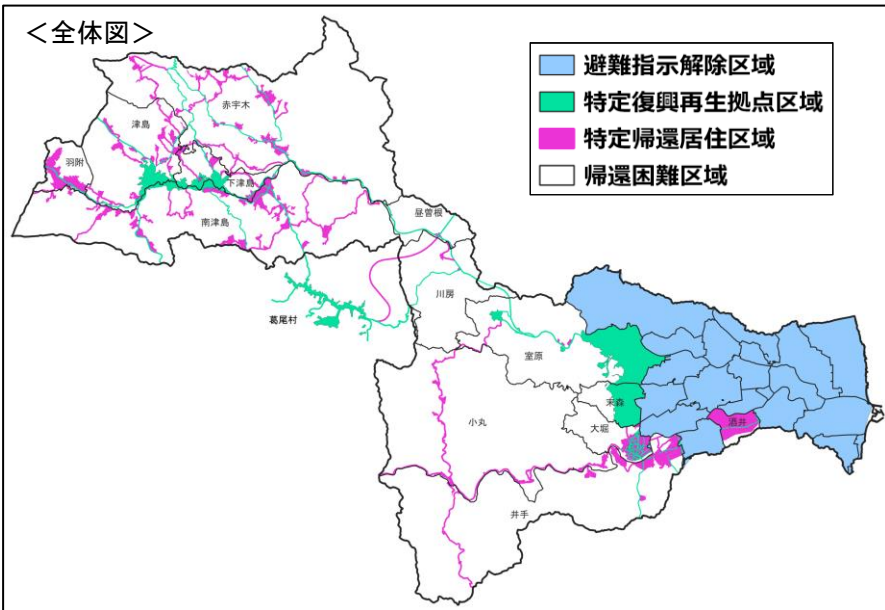 ＜全体図＞
避難指示解除区域
特定復興再生拠点区域
特定帰還居住区域
帰還困難区域
赤宇木
津島
羽附
下津島
南津島
昼曽根
川房
葛尾村
室原
末森
小丸
大堀
酒井
井手